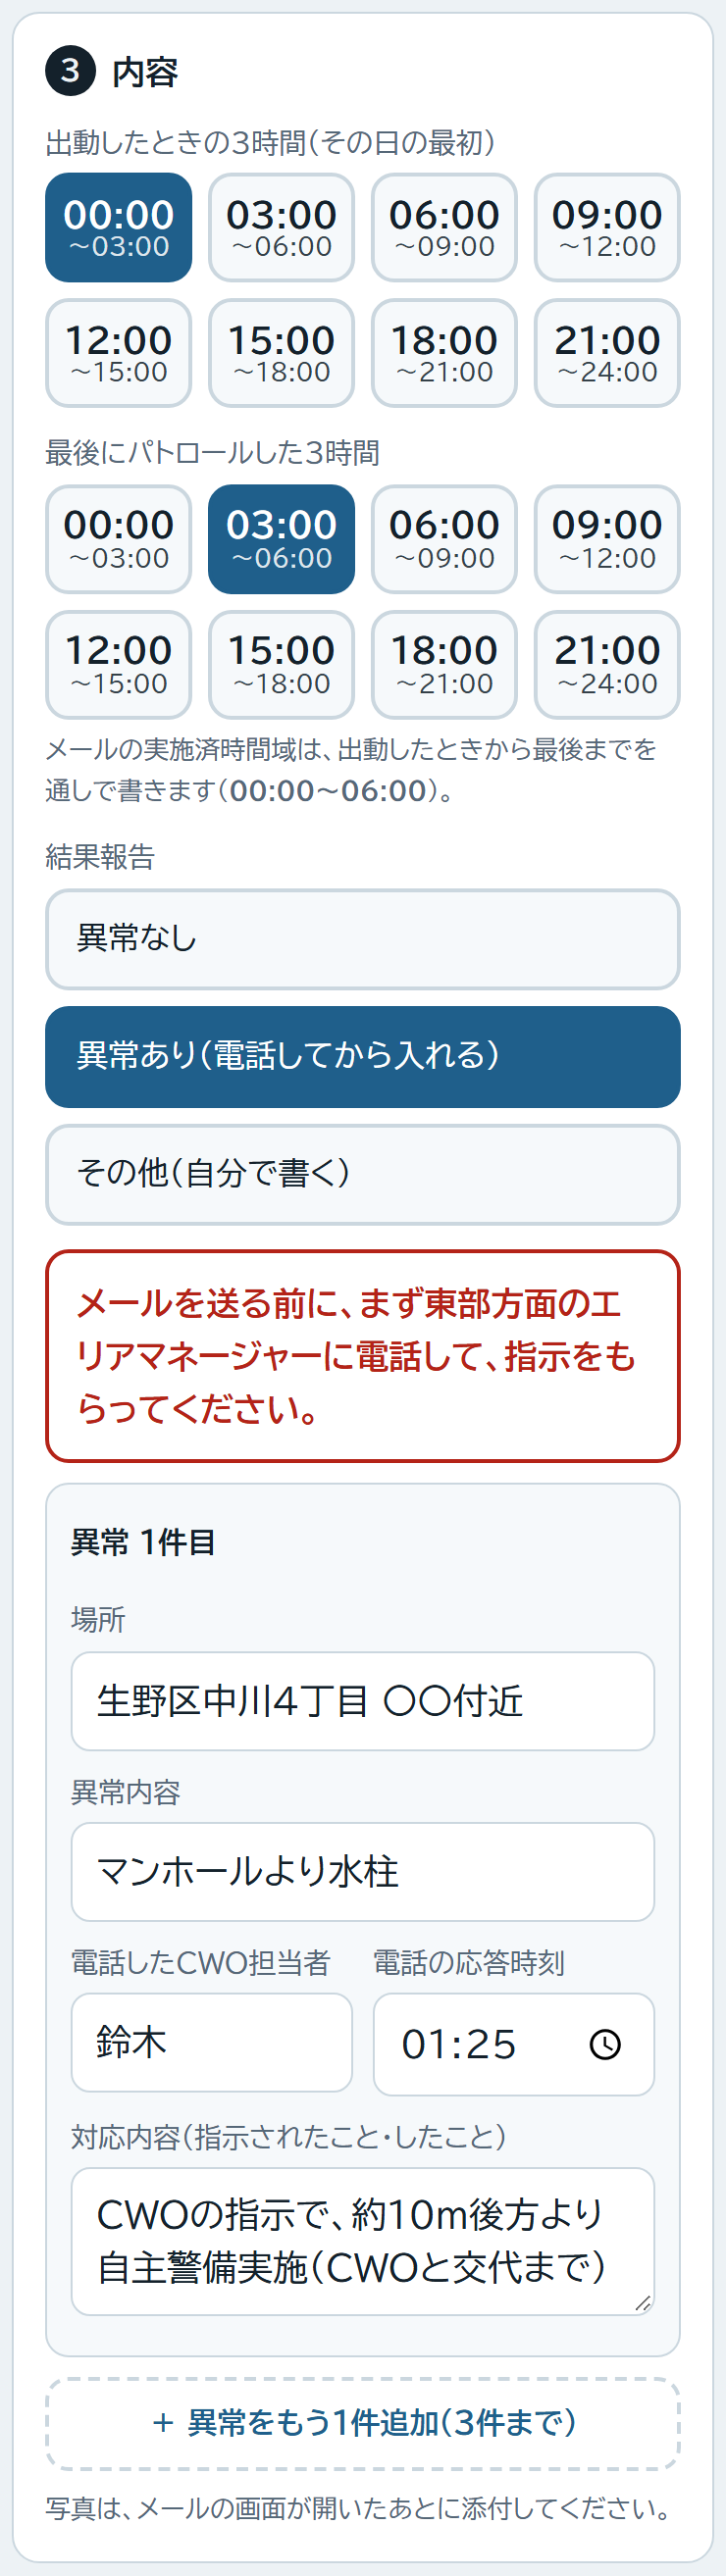 3 内容
出動したときの3時間（その日の最初）
00:00 03:00 06:00 09:00
～03:00 ～06:00 ～09:00 ～12:00
12:00 15:00 18:00 21:00
～15:00 ～18:00 ～21:00 ～24:00
最後にパトロールした3時間
00:00 03:00 06:00 09:00
～03:00 ～06:00 ～09:00 ～12:00
12:00 15:00 18:00 21:00
～15:00 ～18:00 ～21:00 ～24:00
メールの実施済時間域は、出動したときから最後までを
通しで書きます（00:00～06:00）。
結果報告
異常なし
異常あり（電話してから入れる）
その他（自分で書く）
メールを送る前に、まず東部方面のエ
リアマネージャーに電話して、指示をも
らってください。
異常 1件目
場所
生野区中川4丁目 〇〇付近
異常内容
マンホールより水柱
電話したCWO担当者 電話の応答時刻
鈴木 01:25
対応内容（指示されたこと・したこと）
CWOの指示で、約10m後方より
自主警備実施（CWOと交代まで）
＋ 異常をもう1件追加（3件まで）
写真は、メールの画面が開いたあとに添付してください。